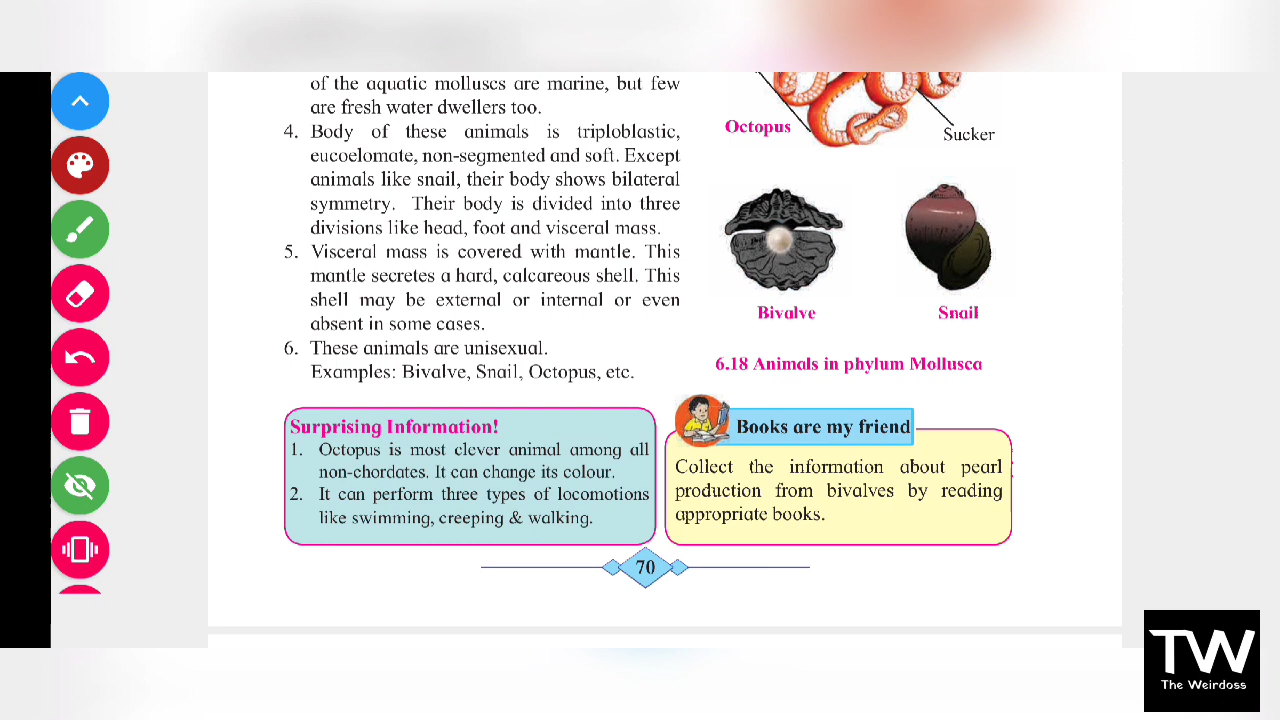 of the aquatic molluscs are marine, but few
are fresh water dwellers too.
4. Body of these animals is triploblastic,
eucoelomate, non-segmented and soft. Except
animals like snail, their body shows bilateral
symmetry. Their body is divided into three
divisions like head, foot and visceral mass.
5. Visceral mass is covered with mantle. This
mantle secretes a hard, calcareous shell. This
shell may be external or internal or even
absent in some cases.
6. These animals are unisexual.
Examples: Bivalve, Snail, Octopus, etc.
Octopus
Sucker
Bivalve
Snail
6.18 Animals in phylum Mollusca
Surprising Information!
1. Octopus is most clever animal among all
non-chordates. It can change its colour.
2. It can perform three types of locomotions
like swimming, creeping & walking.
Books are my friend
Collect the information about pearl
production from bivalves by reading
appropriate books.
70
TW
The Weirdoss